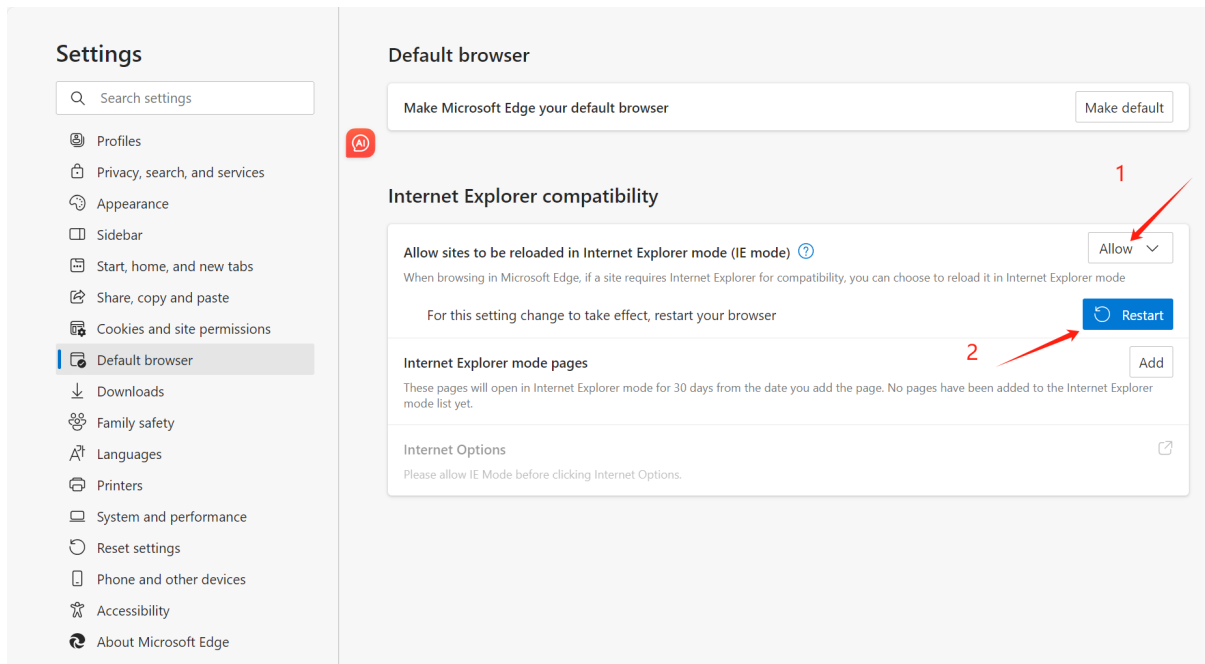 Settings
Search settings
Profiles
Privacy, search, and services
Appearance
Sidebar
Start, home, and new tabs
Share, copy and paste
Cookies and site permissions
Default browser
Downloads
Family safety
Languages
Printers
System and performance
Reset settings
Phone and other devices
Accessibility
About Microsoft Edge
AI
Default browser
Make Microsoft Edge your default browser
Make default
1
Internet Explorer compatibility
Allow sites to be reloaded in Internet Explorer mode (IE mode) ?
Allow
When browsing in Microsoft Edge, if a site requires Internet Explorer for compatibility, you can choose to reload it in Internet Explorer mode
For this setting change to take effect, restart your browser
Restart
2
Internet Explorer mode pages
Add
These pages will open in Internet Explorer mode for 30 days from the date you add the page. No pages have been added to the Internet Explorer
mode list yet.
Internet Options
Please allow IE Mode before clicking Internet Options.